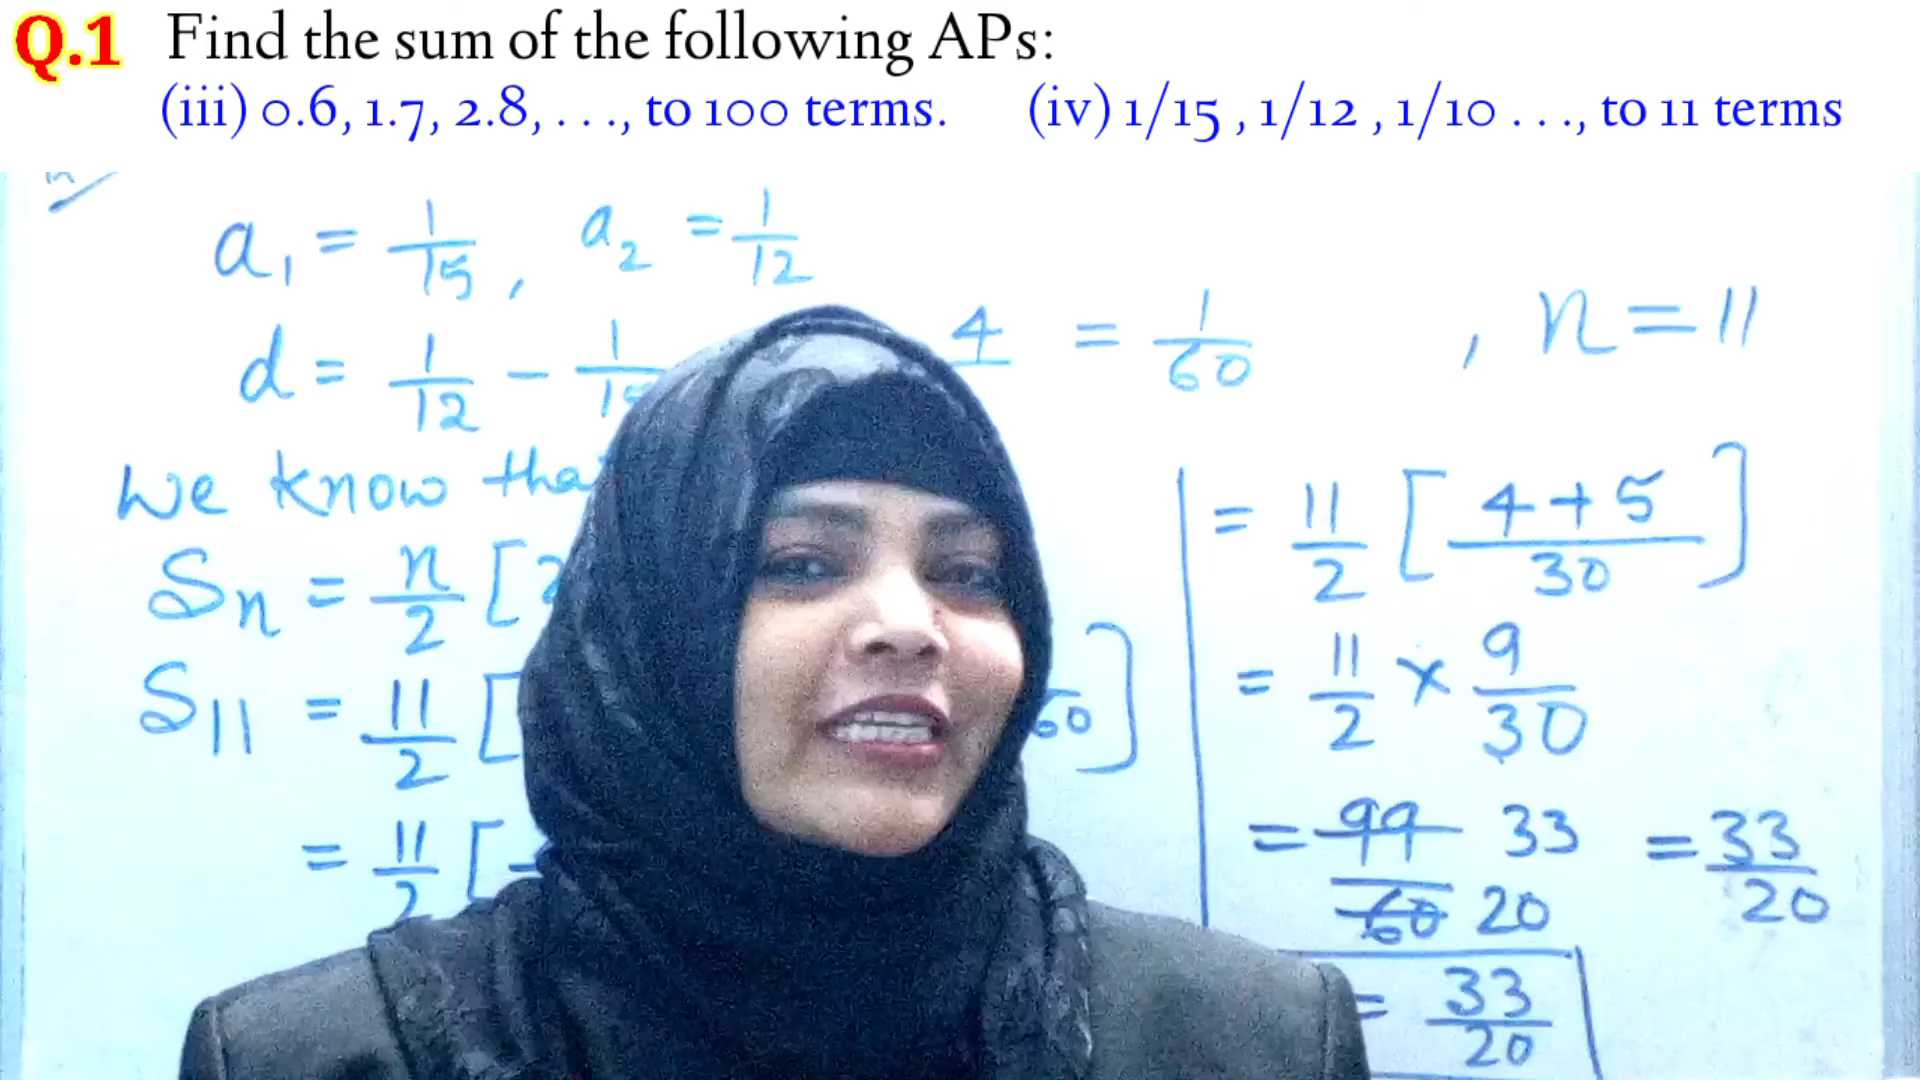 Q.1 Find the sum of the following APs:
(iii) 0.6, 1.7, 2.8, . . ., to 100 terms. (iv) 1/15 , 1/12 , 1/10 . . ., to 11 terms
a₁ = 1/15 , a₂ = 1/12
d = 1/12 - 1/ 4 = 1/60 , n = 11
We know
Sn = n/2 [
S11 = 11/2 [ 60 ]
= 11/2 [
= 11/2 [ 4 + 5 / 30 ]
= 11/2 × 9/30
= 99/60 33/20 = 33/20
= 33/20